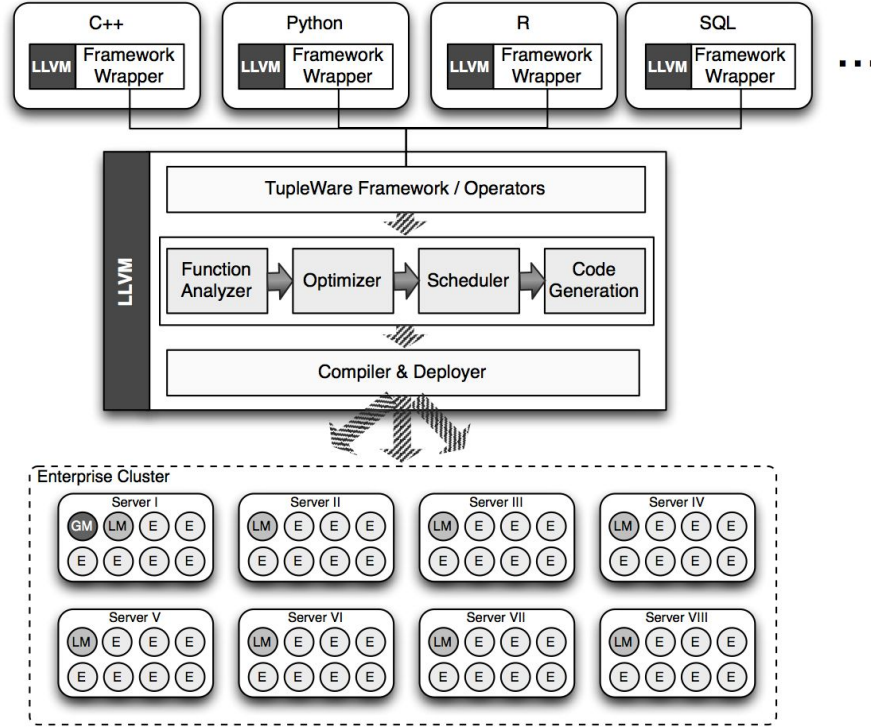 C++
Python
R
SQL
LLVM
Framework
Wrapper
LLVM
Framework
Wrapper
LLVM
Framework
Wrapper
LLVM
Framework
Wrapper
...
LLVM
TupleWare Framework / Operators
Function
Analyzer
Optimizer
Scheduler
Code
Generation
Compiler & Deployer
Enterprise Cluster
Server I
GM LM E E
E E E E
Server II
LM E E E
E E E E
Server III
LM E E E
E E E E
Server IV
LM E E E
E E E E
Server V
LM E E E
E E E E
Server VI
LM E E E
E E E E
Server VII
LM E E E
E E E E
Server VIII
LM E E E
E E E E